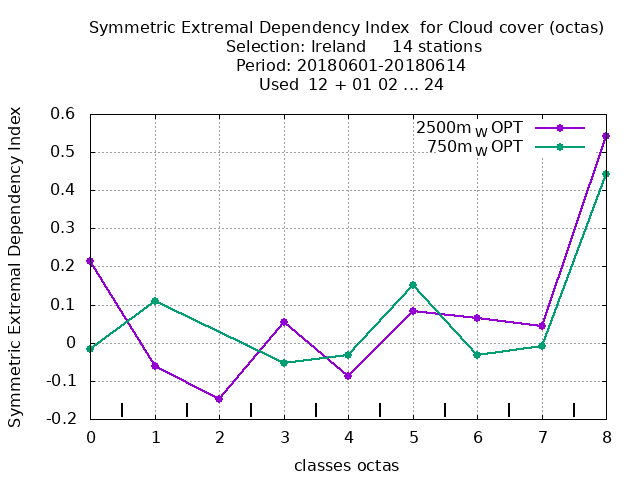 Symmetric Extremal Dependency Index for Cloud cover (octas)
Selection: Ireland 14 stations
Period: 20180601-20180614
Used 12 + 01 02 ... 24
Symmetric Extremal Dependency Index
0.6
0.5
0.4
0.3
0.2
0.1
0
-0.1
-0.2
2500m W OPT
750m W OPT
0 1 2 3 4 5 6 7 8
classes octas